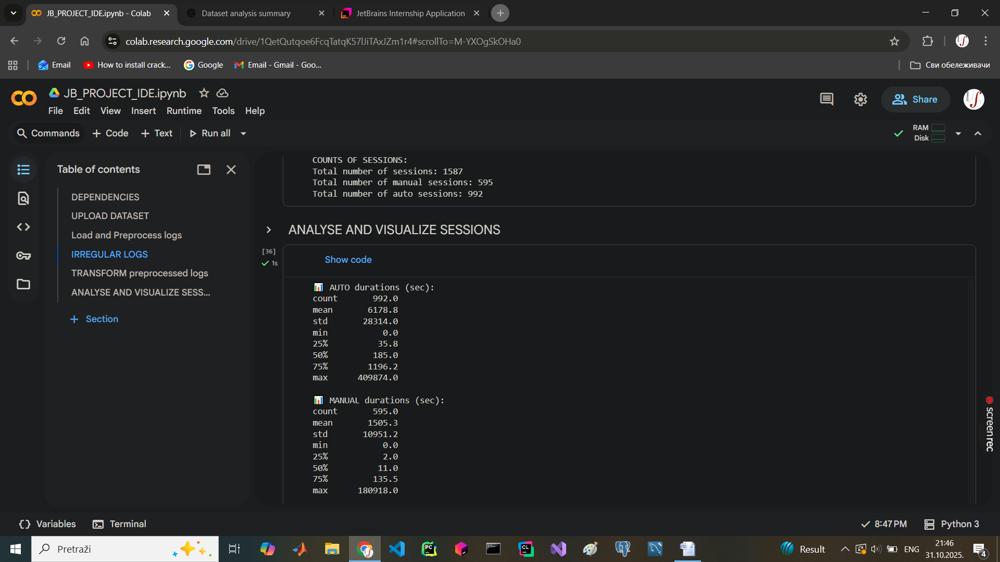 JB_PROJECT_IDE.ipynb - Colab
Dataset analysis summary
JetBrains Internship Application
colab.research.google.com/drive/1QetQutqoe6FcqTatqK57lJiTAxJZm1r4#scrollTo=M-YXOgSkOHa0
Email
How to install crack...
Google
Email - Gmail - Goo...
Сви обележивачи
JB_PROJECT_IDE.ipynb
File Edit View Insert Runtime Tools Help
Share
Commands + Code + Text Run all
RAM
Disk
Table of contents
DEPENDENCIES
UPLOAD DATASET
Load and Preprocess logs
IRREGULAR LOGS
TRANSFORM preprocessed logs
ANALYSE AND VISUALIZE SESS...
+ Section
COUNTS OF SESSIONS:
Total number of sessions: 1587
Total number of manual sessions: 595
Total number of auto sessions: 992
ANALYSE AND VISUALIZE SESSIONS
[36]
1s
Show code
AUTO durations (sec):
count 992.0
mean 6178.8
std 28314.0
min 0.0
25% 35.8
50% 185.0
75% 1196.2
max 409874.0
MANUAL durations (sec):
count 595.0
mean 1505.3
std 10951.2
min 0.0
25% 2.0
50% 11.0
75% 135.5
max 180918.0
screenrec
Variables
Terminal
8:47 PM
Python 3
Pretraži
PC
CL
Result
ENG
21:46
31.10.2025.
4